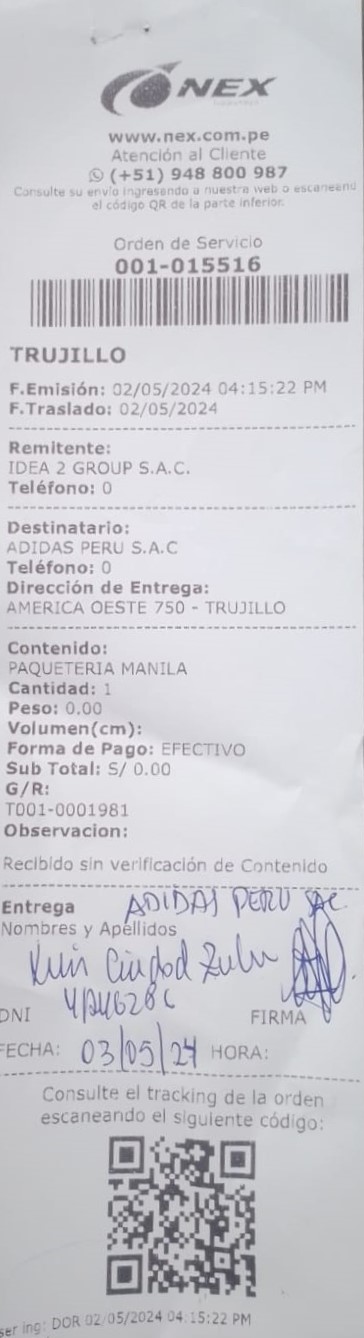 NEX
www.nex.com.pe
Atención al Cliente
(+51) 948 800 987
Consulte su envío ingresando a nuestra web o escaneend
el código QR de la parte inferior.
Orden de Servicio
001-015516
TRUJILLO
F.Emisión: 02/05/2024 04:15:22 PM
F.Traslado: 02/05/2024
Remitente:
IDEA 2 GROUP S.A.C.
Teléfono: 0
Destinatario:
ADIDAS PERU S.A.C
Teléfono: 0
Dirección de Entrega:
AMERICA OESTE 750 - TRUJILLO
Contenido:
PAQUETERIA MANILA
Cantidad: 1
Peso: 0.00
Volumen(cm):
Forma de Pago: EFECTIVO
Sub Total: S/ 0.00
G/R:
T001-0001981
Observacion:
Recibido sin verificación de Contenido
Entrega ADIDAS PERU SAC.
Nombres y Apellidos
Luis Ciudad
DNI FIRMA
FECHA: 03/05/24 HORA:
Consulte el tracking de la orden
escaneando el siguiente código:
ser ing: DOR 02/05/2024 04:15:22 PM